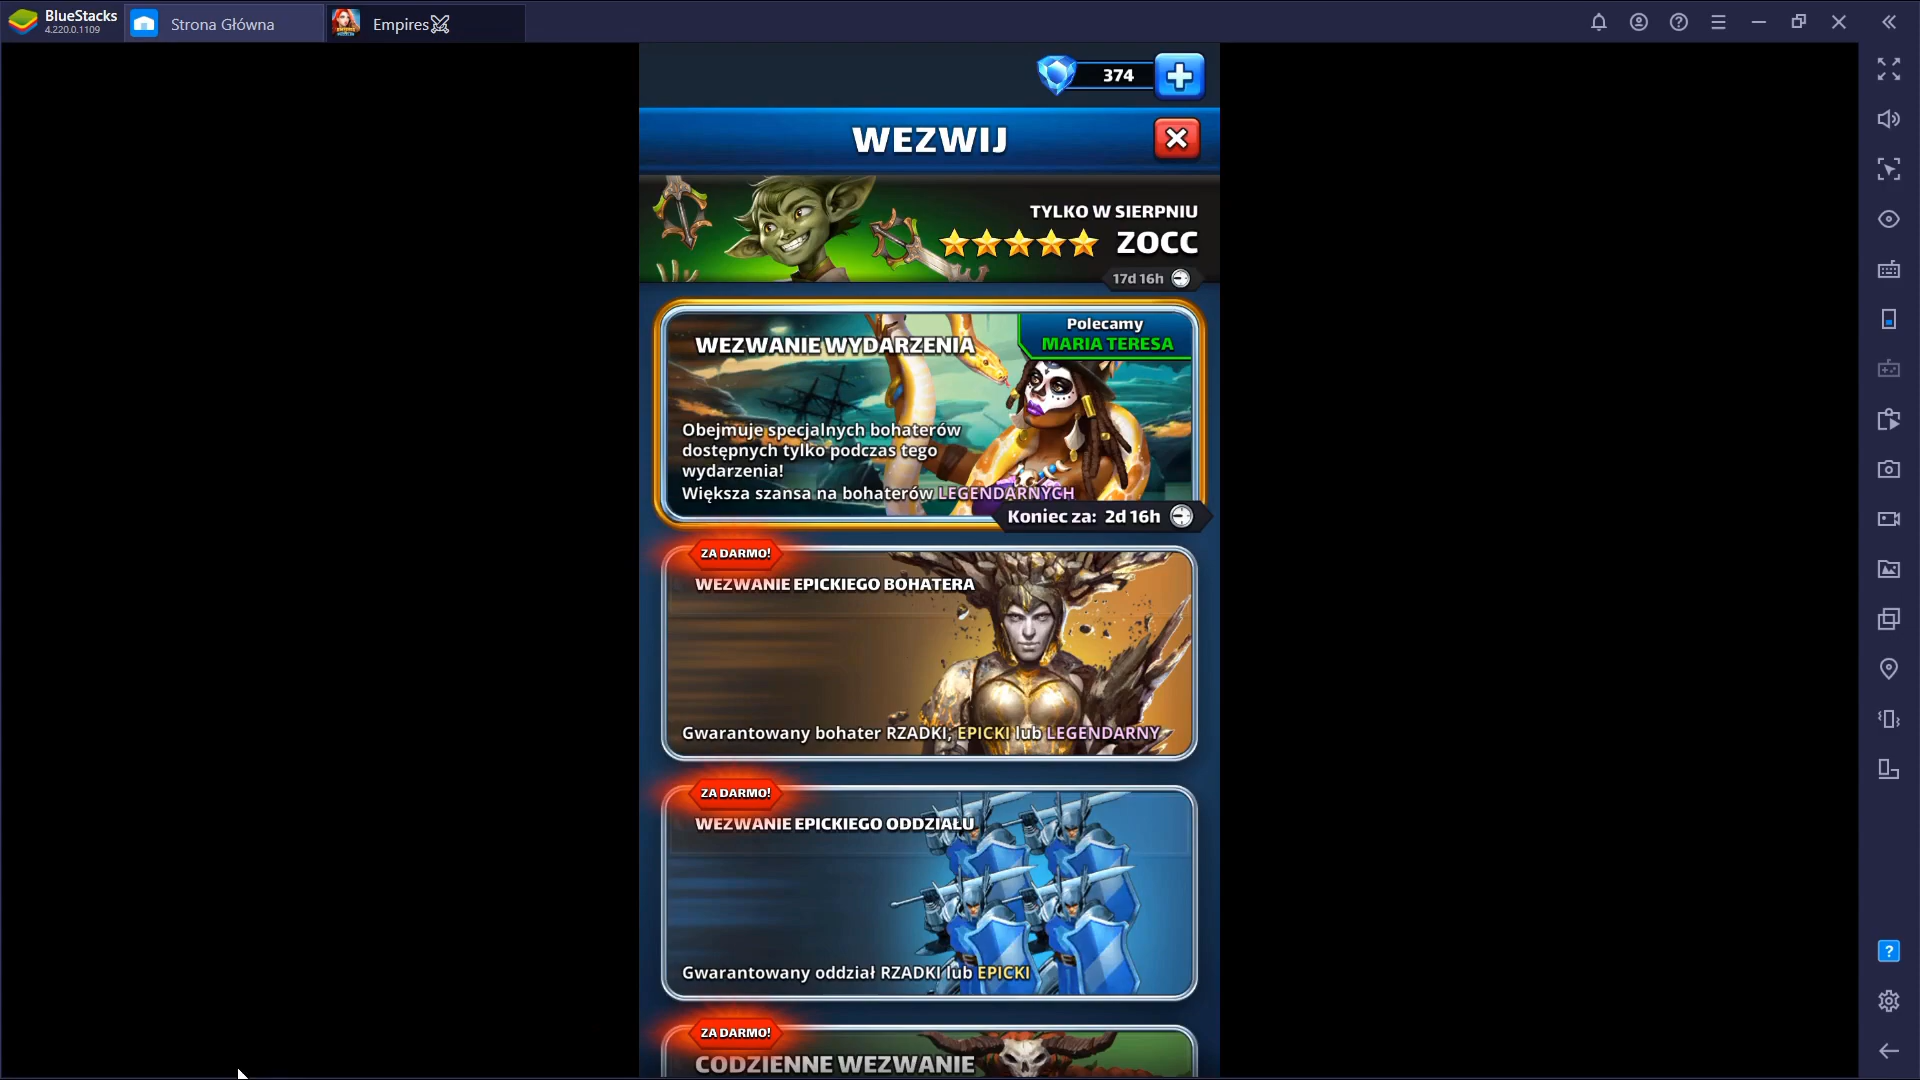 BlueStacks
4.220.0.1109
Strona Główna
Empires
374
WEZWIJ
TYLKO W SIERPNIU
ZOCC
17d 16h
Polecamy
MARIA TERESA
WEZWANIE WYDARZENIA
Obejmuje specjalnych bohaterów
dostępnych tylko podczas tego
wydarzenia!
Większa szansa na bohaterów LEGENDARNYCH
Koniec za: 2d 16h
ZA DARMO!
WEZWANIE EPICKIEGO BOHATERA
Gwarantowany bohater RZADKI, EPICKI lub LEGENDARNY
ZA DARMO!
WEZWANIE EPICKIEGO ODDZIAŁU
Gwarantowany oddział RZADKI lub EPICKI
ZA DARMO!
CODZIENNE WEZWANIE